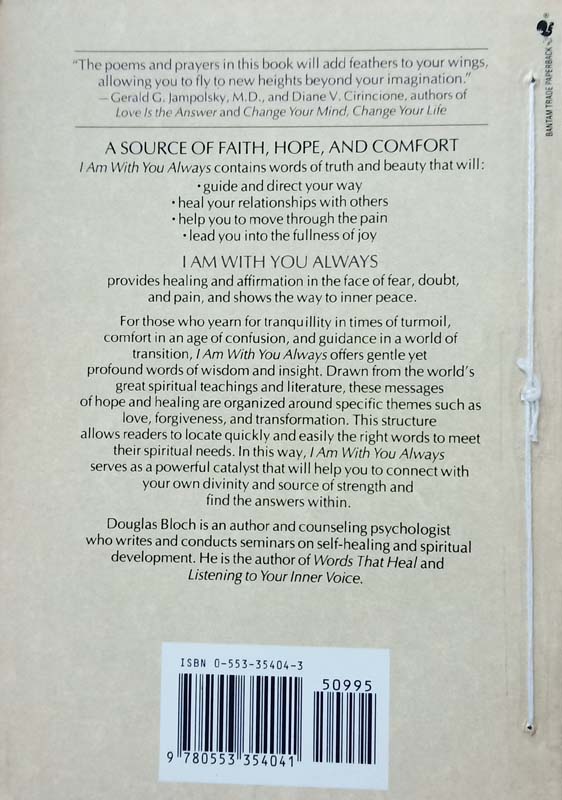 "The poems and prayers in this book will add feathers to your wings,
allowing you to fly to new heights beyond your imagination."
— Gerald G. Jampolsky, M.D., and Diane V. Cirincione, authors of
Love Is the Answer and Change Your Mind, Change Your Life
A SOURCE OF FAITH, HOPE, AND COMFORT
I Am With You Always contains words of truth and beauty that will:
• guide and direct your way
• heal your relationships with others
• help you to move through the pain
• lead you into the fullness of joy
I AM WITH YOU ALWAYS
provides healing and affirmation in the face of fear, doubt,
and pain, and shows the way to inner peace.
For those who yearn for tranquillity in times of turmoil,
comfort in an age of confusion, and guidance in a world of
transition, I Am With You Always offers gentle yet
profound words of wisdom and insight. Drawn from the world's
great spiritual teachings and literature, these messages
of hope and healing are organized around specific themes such as
love, forgiveness, and transformation. This structure
allows readers to locate quickly and easily the right words to meet
their spiritual needs. In this way, I Am With You Always
serves as a powerful catalyst that will help you to connect with
your own divinity and source of strength and
find the answers within.
Douglas Bloch is an author and counseling psychologist
who writes and conducts seminars on self-healing and spiritual
development. He is the author of Words That Heal and
Listening to Your Inner Voice.
ISBN 0-553-35404-3
50995
9 780553 354041
BANTAM TRADE PAPERBACK